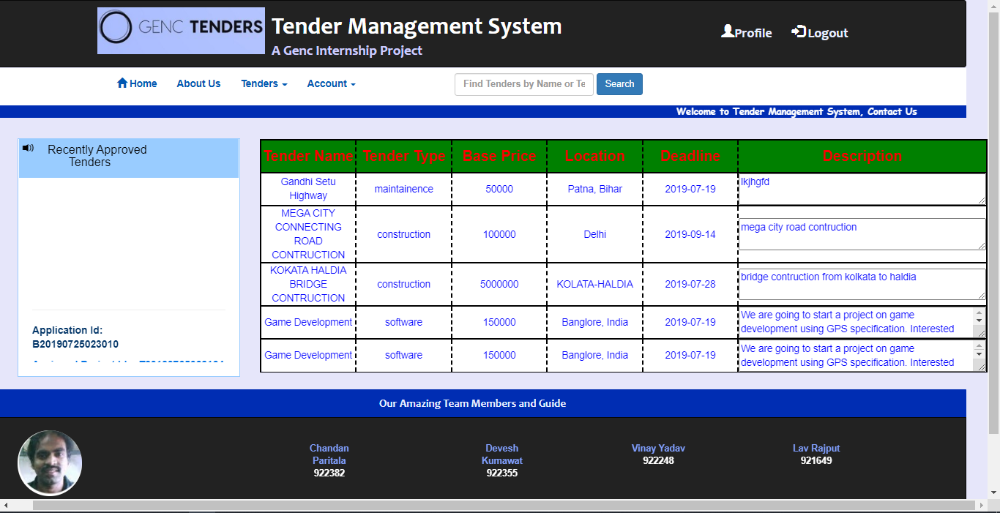 GENC TENDERS
Tender Management System
A Genc Internship Project
Profile
Logout
Home
About Us
Tenders
Account
Find Tenders by Name or Te
Search
Welcome to Tender Management System, Contact Us
Recently Approved
Tenders
Application Id:
B20190725023010
Tender Name Tender Type Base Price Location Deadline Description
Gandhi Setu
Highway
maintainence
50000
Patna, Bihar
2019-07-19
lkjhgfd
MEGA CITY
CONNECTING
ROAD
CONTRUCTION
construction
100000
Delhi
2019-09-14
mega city road contruction
KOKATA HALDIA
BRIDGE
CONTRUCTION
construction
5000000
KOLATA-HALDIA
2019-07-28
bridge contruction from kolkata to haldia
Game Development
software
150000
Banglore, India
2019-07-19
We are going to start a project on game
development using GPS specification. Interested
Game Development
software
150000
Banglore, India
2019-07-19
We are going to start a project on game
development using GPS specification. Interested
Our Amazing Team Members and Guide
Chandan
Paritala
922382
Devesh
Kumawat
922355
Vinay Yadav
922248
Lav Rajput
921649